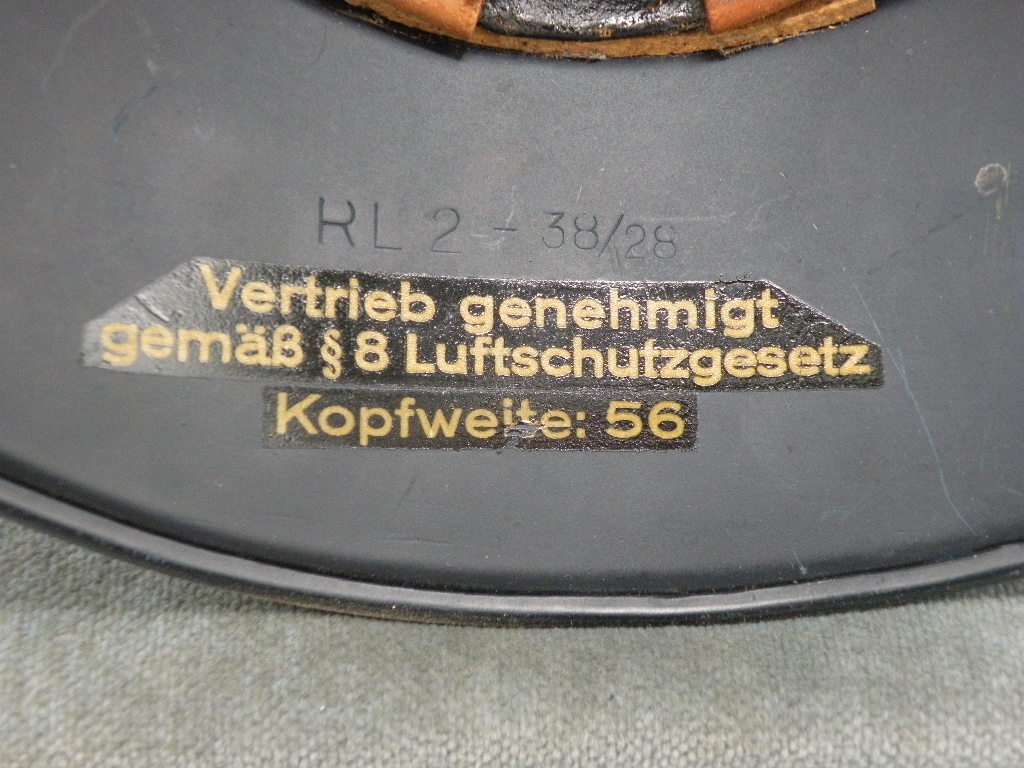 RL 2 - 38/28
Vertrieb genehmigt
gemäß § 8 Luftschutzgesetz
Kopfweite: 56